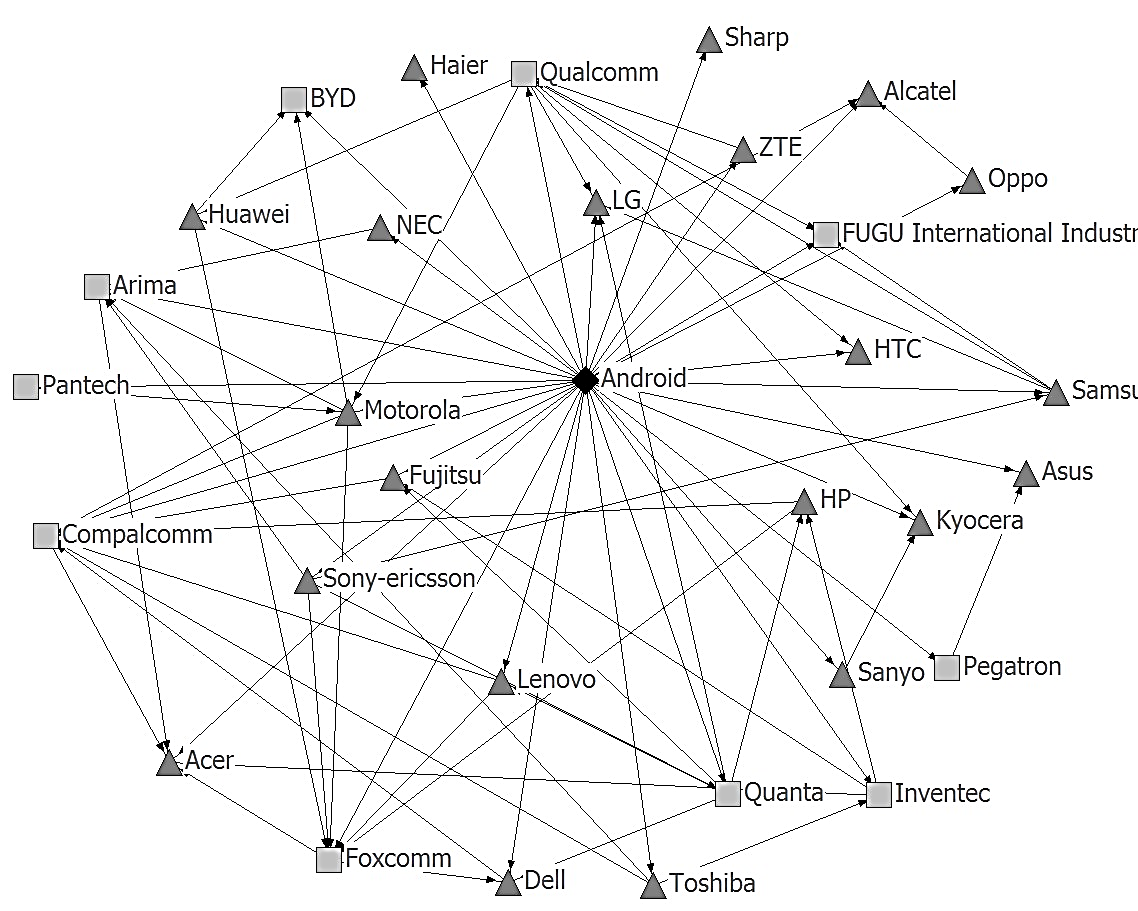 Sharp
Haier
Qualcomm
BYD
Alcatel
ZTE
Oppo
LG
Huawei
NEC
FUGU International Industr
Arima
HTC
Android
Pantech
Samsu
Motorola
Asus
Fujitsu
HP
Kyocera
Compalcomm
Sony-ericsson
Pegatron
Sanyo
Lenovo
Acer
Quanta
Inventec
Foxcomm
Dell
Toshiba